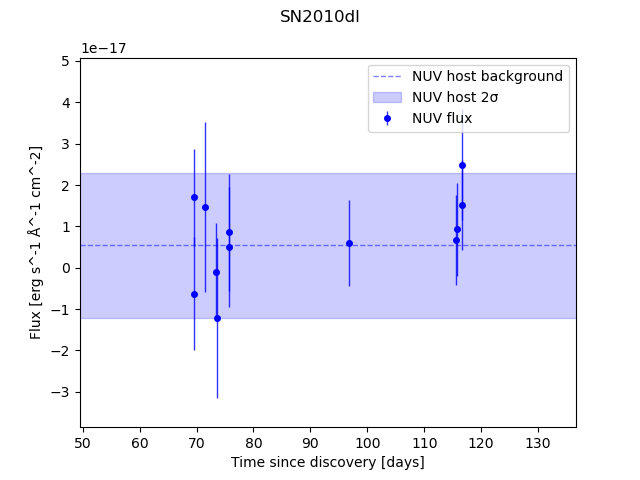 SN2010dl
1e−17
NUV host background
NUV host 2σ
NUV flux
5
4
3
2
1
0
−1
−2
−3
Flux [erg s^-1 Å^-1 cm^-2]
50 60 70 80 90 100 110 120 130
Time since discovery [days]